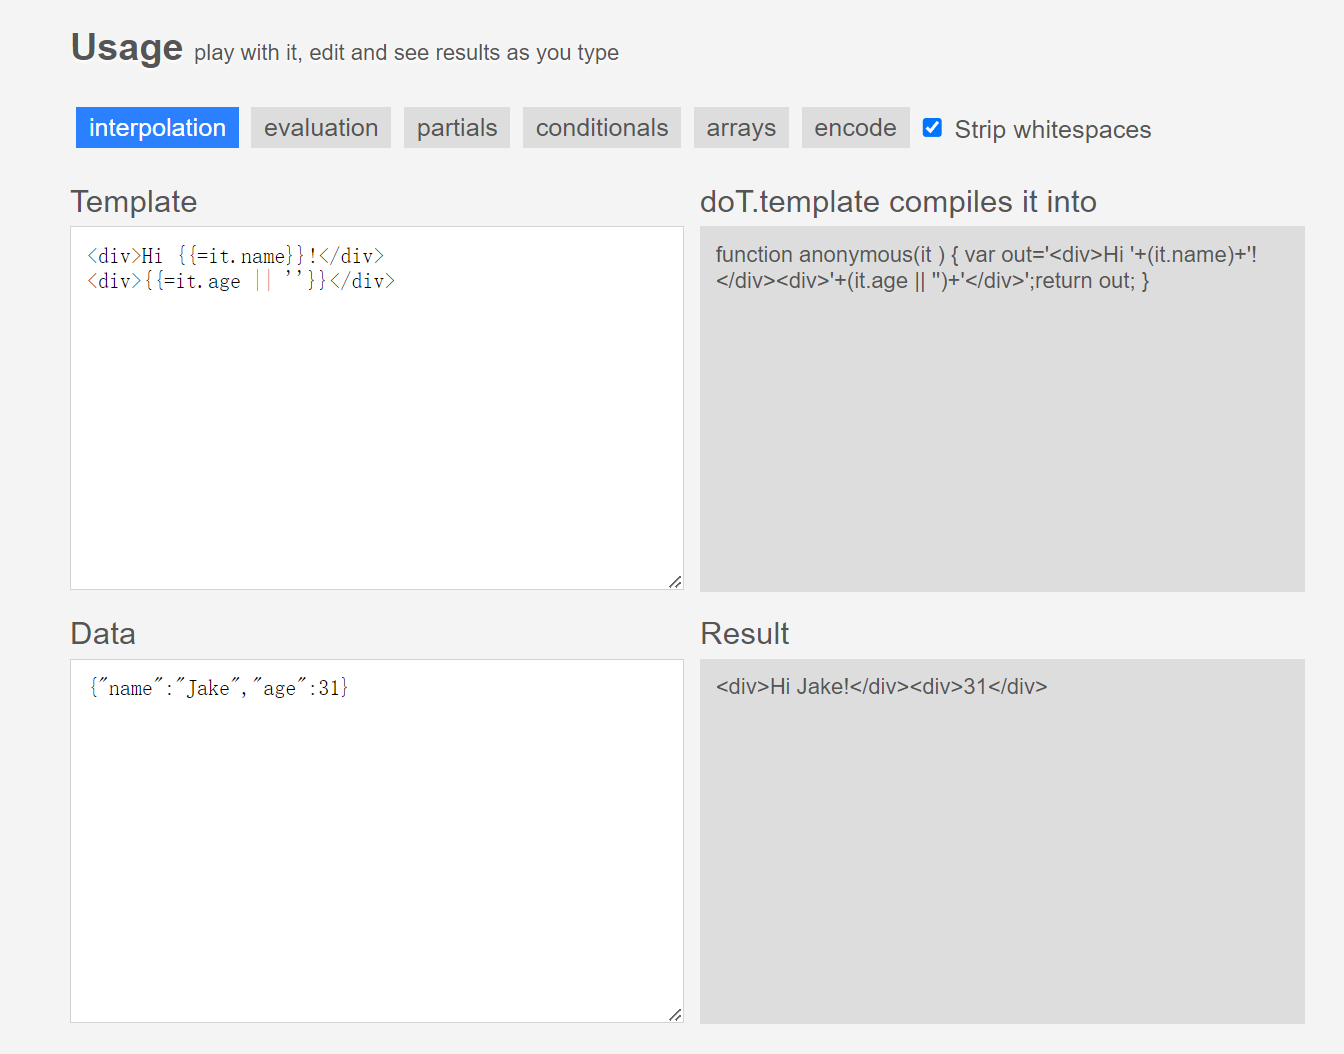 Usage play with it, edit and see results as you type
interpolation evaluation partials conditionals arrays encode Strip whitespaces
Template
<div>Hi {{=it.name}}!</div>
<div>{{=it.age || ''}}</div>
doT.template compiles it into
function anonymous(it ) { var out='<div>Hi '+(it.name)+'!
</div><div>'+(it.age || '')+'</div>';return out; }
Data
{"name":"Jake","age":31}
Result
<div>Hi Jake!</div><div>31</div>